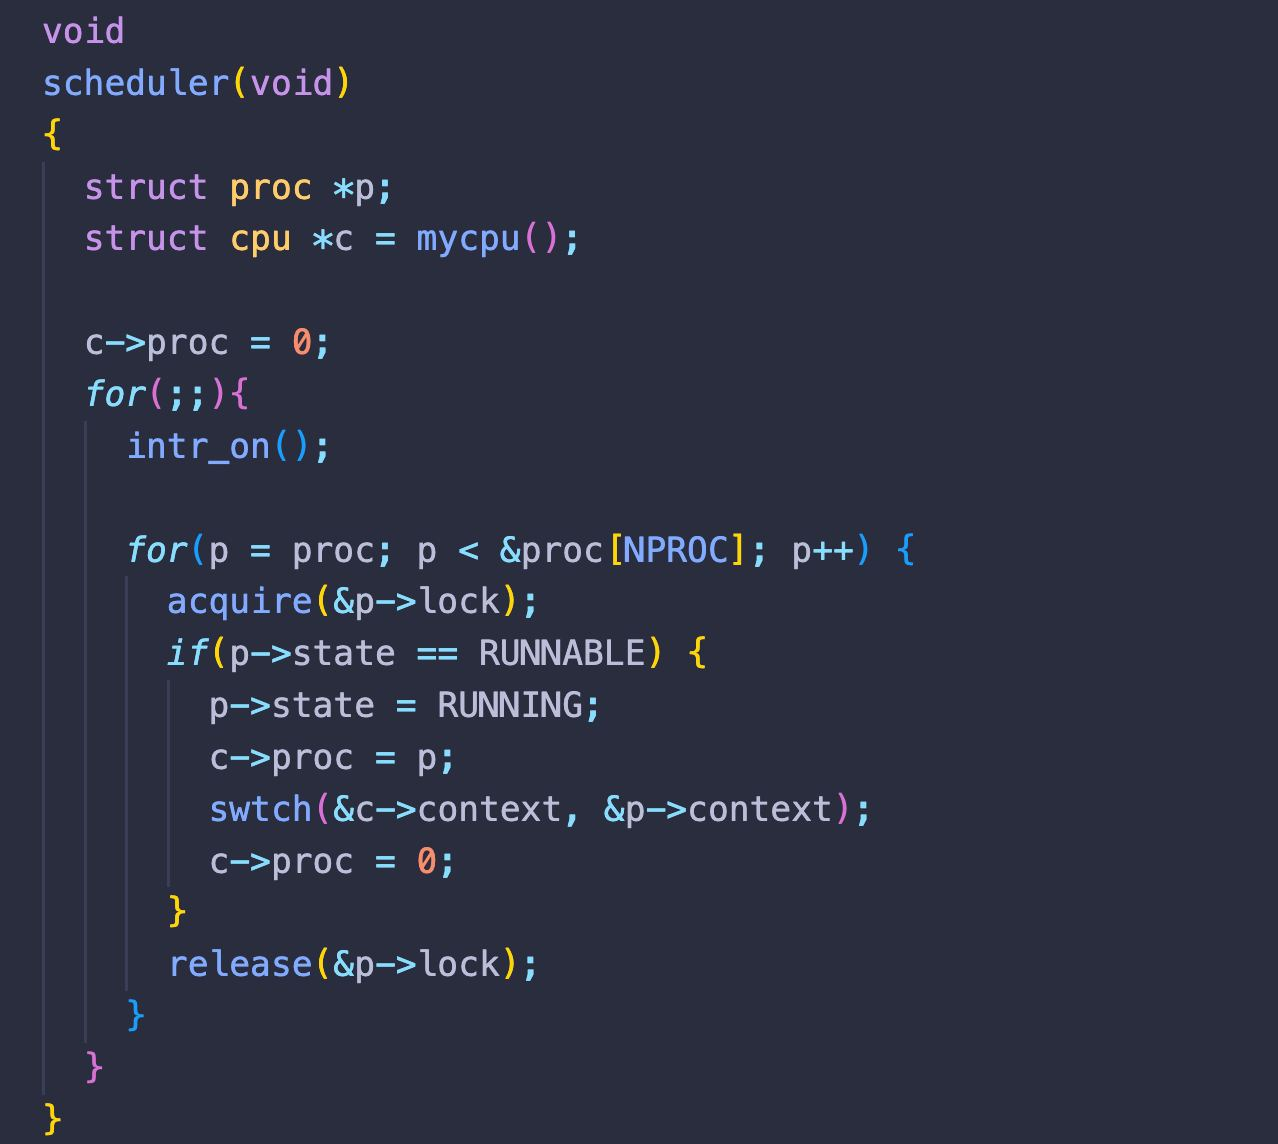 void
scheduler(void)
{
  struct proc *p;
  struct cpu *c = mycpu();

  c->proc = 0;
  for(;;){
    intr_on();

    for(p = proc; p < &proc[NPROC]; p++) {
      acquire(&p->lock);
      if(p->state == RUNNABLE) {
        p->state = RUNNING;
        c->proc = p;
        swtch(&c->context, &p->context);
        c->proc = 0;
      }
      release(&p->lock);
    }
  }
}